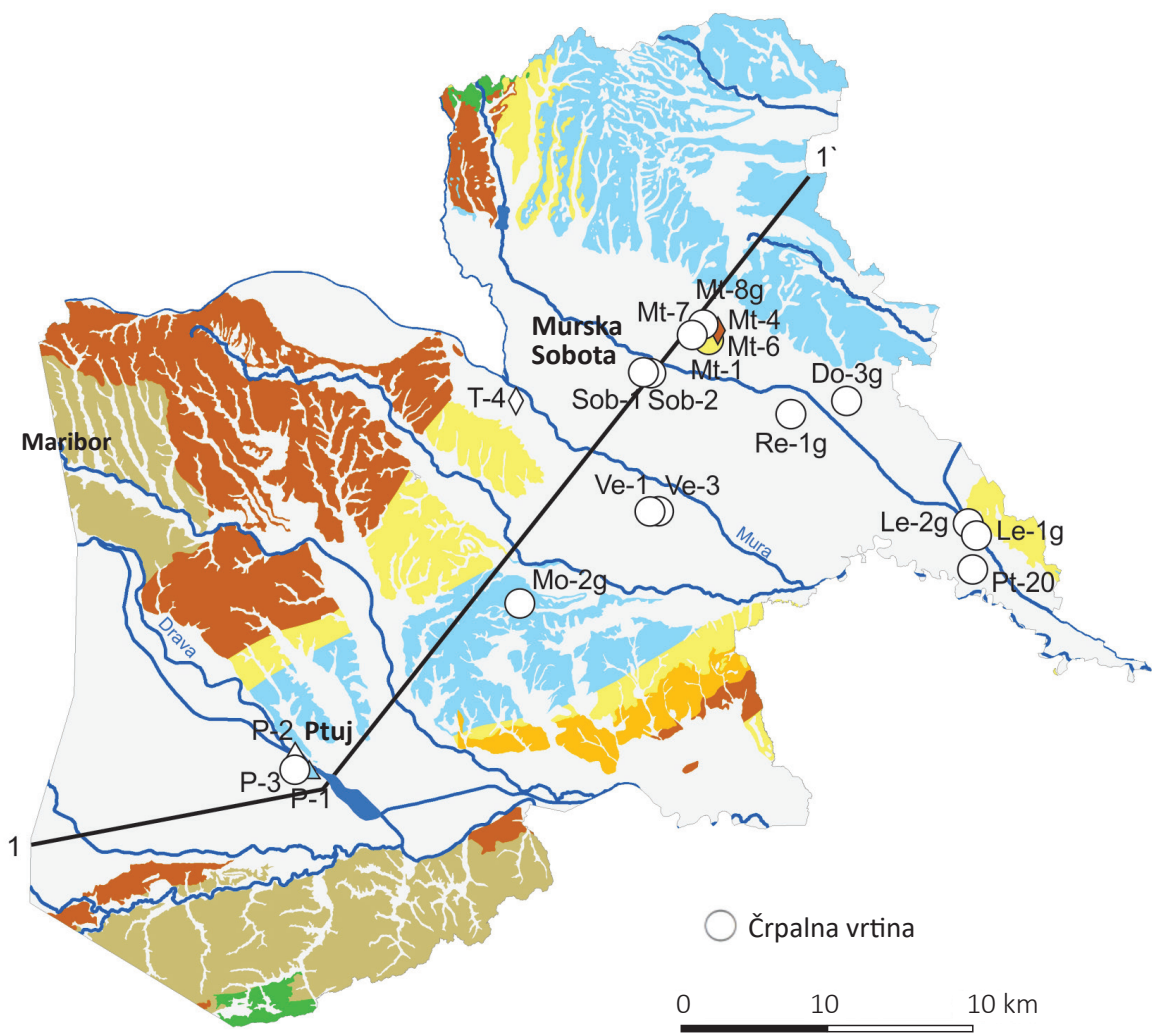 1`
Mt-8g
Mt-7
Mt-4
Murska
Sobota
Mt-6
Mt-1
Do-3g
T-4
Sob-1
Sob-2
Re-1g
Maribor
Ve-1
Ve-3
Le-2g
Le-1g
Mura
Mo-2g
Pt-20
Drava
P-2
Ptuj
P-3
P-1
1
Črpalna vrtina
0 10 10 km